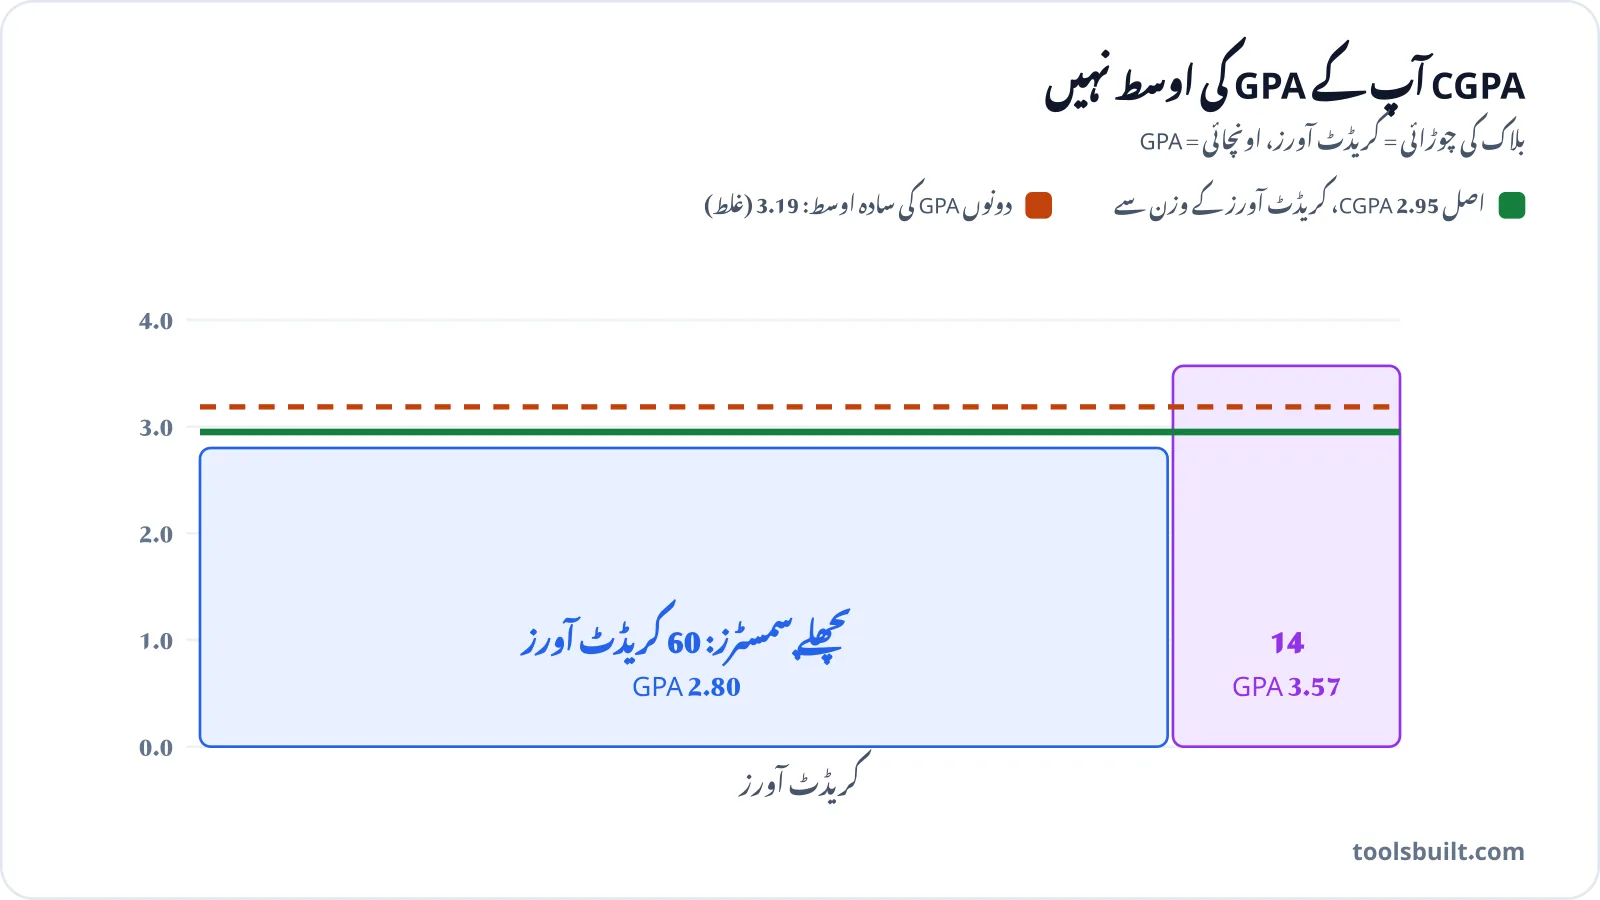 CGPA آپ کے GPA کی اوسط نہیں
بلاک کی چوڑائی = کریڈٹ آورز، اونچائی = GPA
اصل CGPA 2.95، کریڈٹ آورز کے وزن سے
دونوں GPA کی سادہ اوسط: 3.19 (غلط)
4.0
3.0
2.0
1.0
0.0
پچھلے سمسٹرز: 60 کریڈٹ آورز
GPA 2.80
14
GPA 3.57
کریڈٹ آورز
toolsbuilt.com